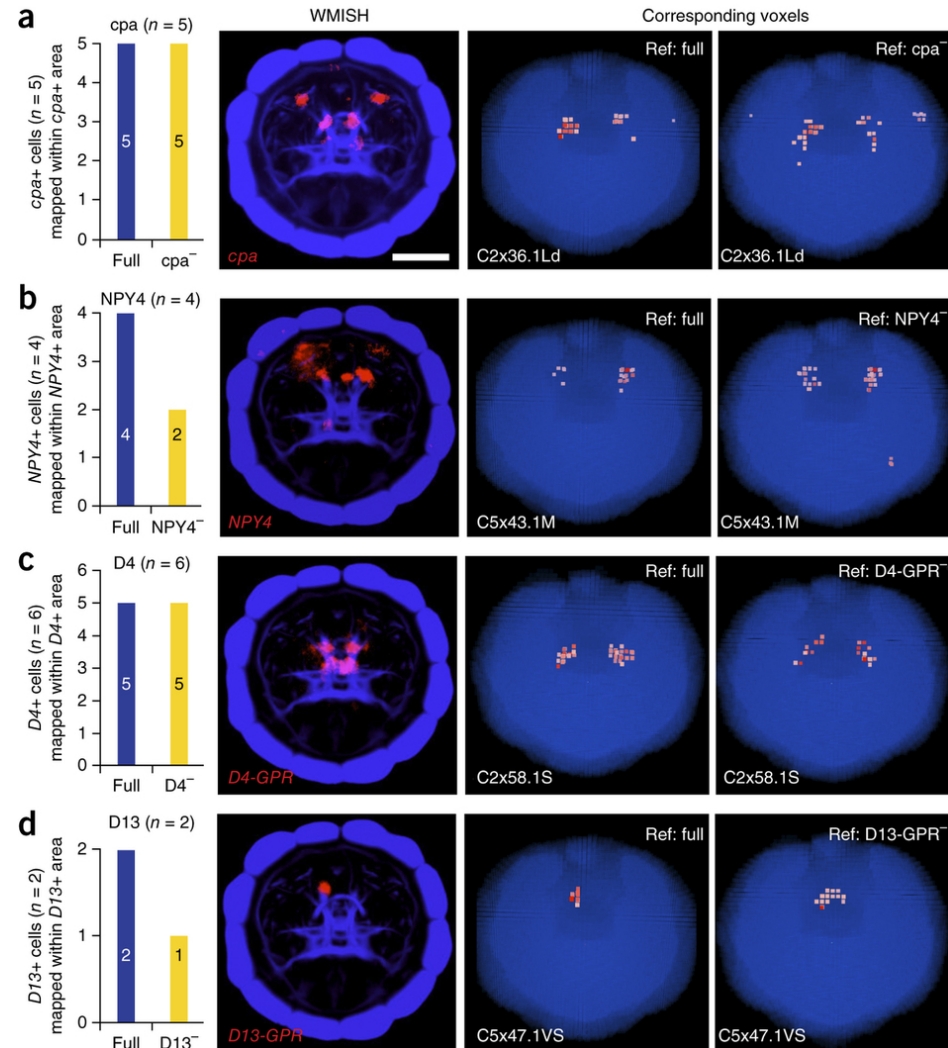 a
cpa (n = 5)
WMISH
Corresponding voxels
cpa+ cells (n = 5)
mapped within cpa+ area
5
4
3
2
1
0
5
5
Full
cpa⁻
cpa
Ref: full
C2x36.1Ld
Ref: cpa⁻
C2x36.1Ld
b
NPY4 (n = 4)
NPY4+ cells (n = 4)
mapped within NPY4+ area
4
3
2
1
0
4
2
Full
NPY4⁻
NPY4
Ref: full
C5x43.1M
Ref: NPY4⁻
C5x43.1M
c
D4 (n = 6)
D4+ cells (n = 6)
mapped within D4+ area
6
5
4
3
2
1
0
5
5
Full
D4⁻
D4-GPR
Ref: full
C2x58.1S
Ref: D4-GPR⁻
C2x58.1S
d
D13 (n = 2)
D13+ cells (n = 2)
mapped within D13+ area
2
1
0
2
1
Full
D13⁻
D13-GPR
Ref: full
C5x47.1VS
Ref: D13-GPR⁻
C5x47.1VS